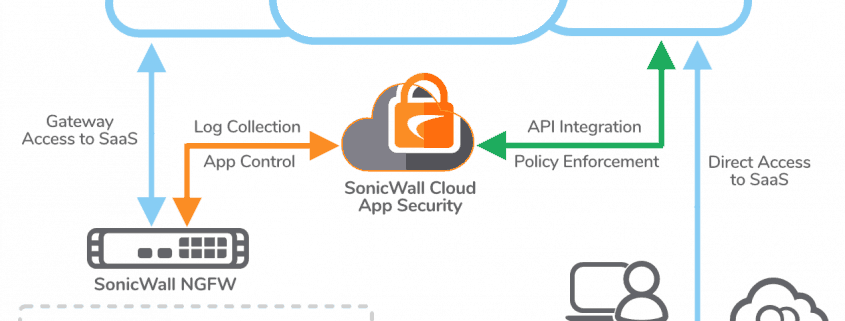 Gateway
Access to SaaS
Log Collection
App Control
API Integration
Policy Enforcement
Direct Access
to SaaS
SonicWall Cloud
App Security
SonicWall NGFW